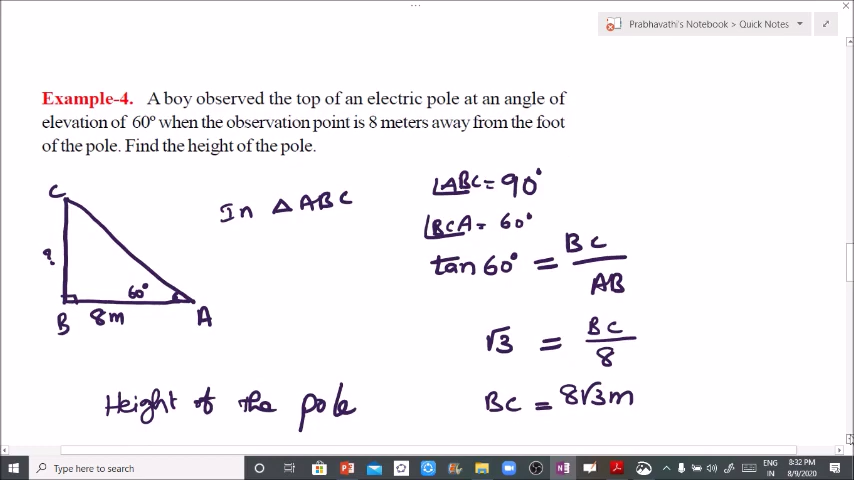 Prabhavathi's Notebook > Quick Notes
Example-4. A boy observed the top of an electric pole at an angle of
elevation of 60º when the observation point is 8 meters away from the foot
of the pole. Find the height of the pole.
C
In △ ABC
∠ABC = 90°
∠BCA = 60°
tan 60° = BC / AB
?
60°
B 8m A
√3 = BC / 8
Height of the pole
BC = 8√3 m
Type here to search
ENG
IN
8:32 PM
8/9/2020